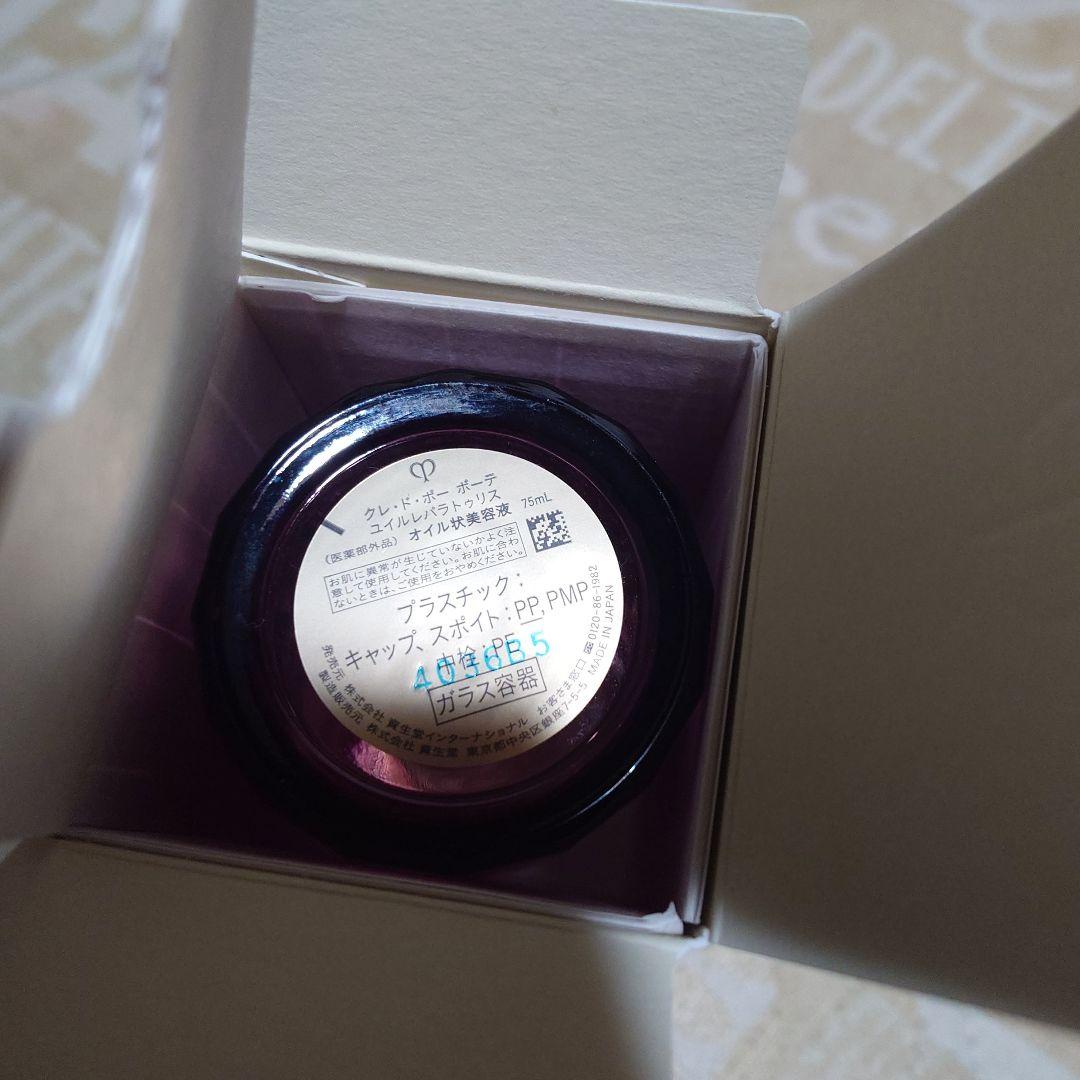 クレ・ド・ポー ボーテ
ユイルレパラトゥリス
(医薬部外品) オイル状美容液 75mL
お肌に異常が生じていないかよく注
意して使用してください。お肌に合わ
ないときは、ご使用をおやめください。
プラスチック:
キャップ、スポイト:PP, PMP
中栓:PE
ガラス容器
発売元 株式会社 資生堂インターナショナル お客さま窓口 0120-86-1982
製造販売元 株式会社 資生堂 東京都中央区銀座7-5-5 MADE IN JAPAN
DELI